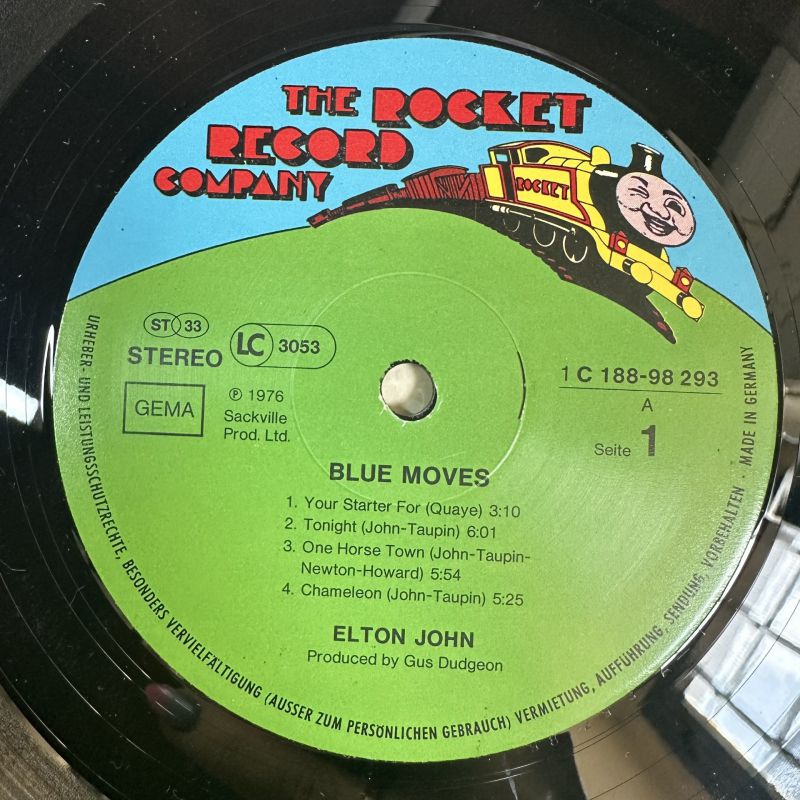 THE ROCKET
RECORD
COMPANY
ROCKET
ST 33
STEREO
LC 3053
GEMA
℗ 1976
Sackville
Prod. Ltd.
1 C 188-98 293
A
Seite 1
BLUE MOVES
1. Your Starter For (Quaye) 3:10
2. Tonight (John-Taupin) 6:01
3. One Horse Town (John-Taupin-
Newton-Howard) 5:54
4. Chameleon (John-Taupin) 5:25
ELTON JOHN
Produced by Gus Dudgeon
URHEBER- UND LEISTUNGSSCHUTZRECHTE, BESONDERS VERVIELFÄLTIGUNG (AUSSER ZUM PERSÖNLICHEN GEBRAUCH) VERMIETUNG, AUFFÜHRUNG, SENDUNG, VORBEHALTEN · MADE IN GERMANY